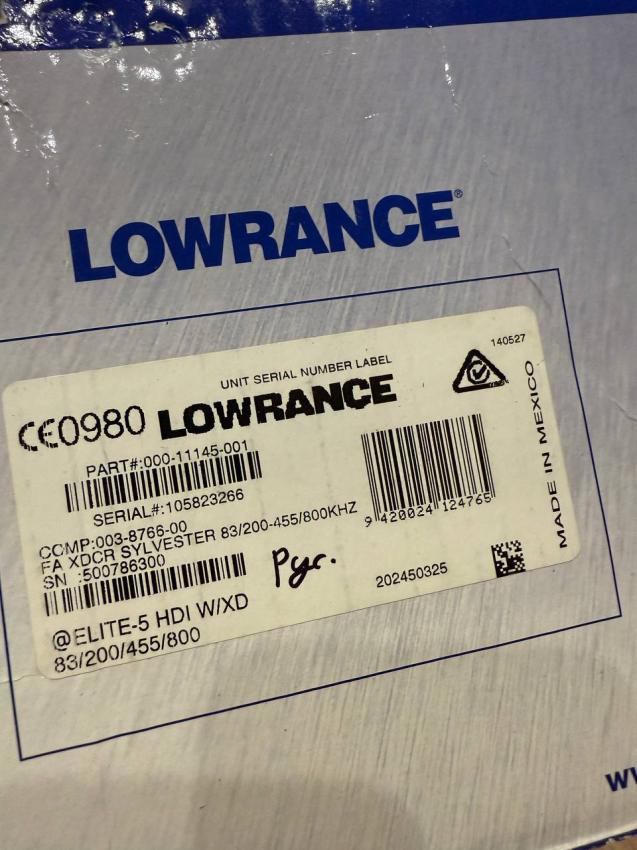 LOWRANCE®
UNIT SERIAL NUMBER LABEL
140527
CE0980 LOWRANCE
PART#:000-11145-001
SERIAL#:105823266
9 420024 124765
MADE IN MEXICO
COMP:003-8766-00
FA XDCR SYLVESTER 83/200-455/800KHZ
SN :500786300
Pyr.
202450325
@ELITE-5 HDI W/XD
83/200/455/800